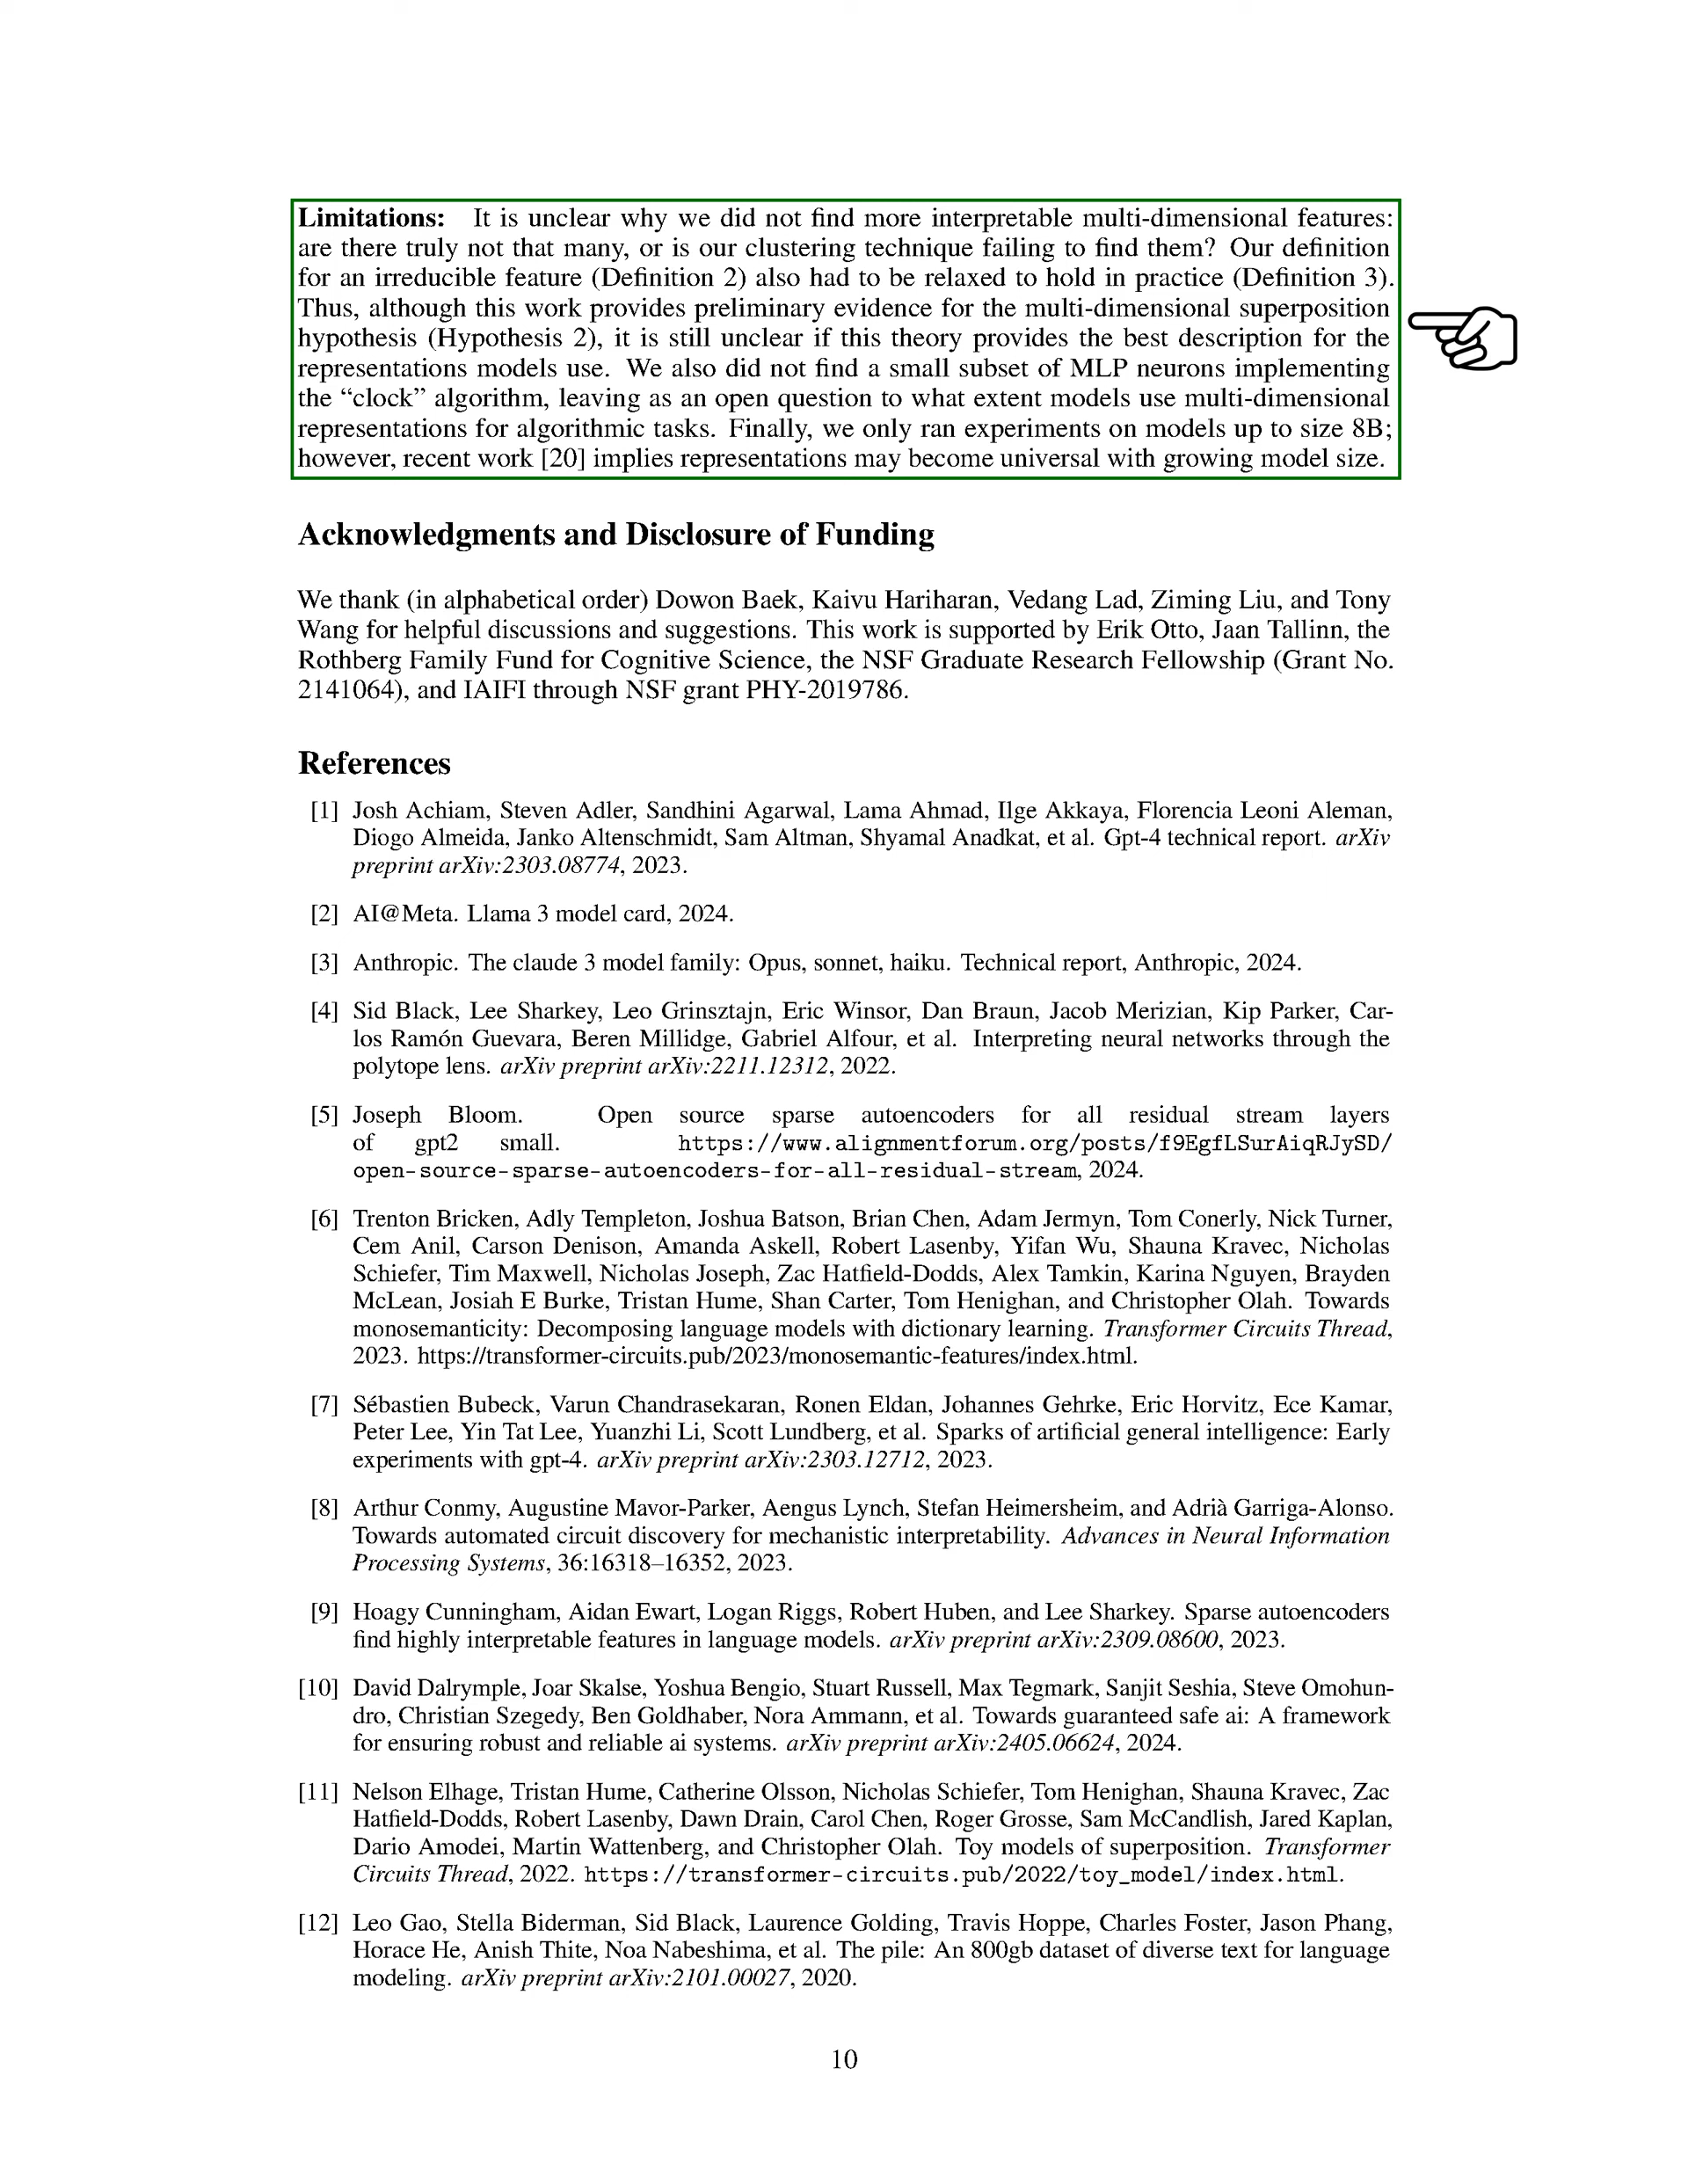 Limitations: It is unclear why we did not find more interpretable multi-dimensional features:
are there truly not that many, or is our clustering technique failing to find them? Our definition
for an irreducible feature (Definition 2) also had to be relaxed to hold in practice (Definition 3).
Thus, although this work provides preliminary evidence for the multi-dimensional superposition
hypothesis (Hypothesis 2), it is still unclear if this theory provides the best description for the
representations models use. We also did not find a small subset of MLP neurons implementing
the “clock” algorithm, leaving as an open question to what extent models use multi-dimensional
representations for algorithmic tasks. Finally, we only ran experiments on models up to size 8B;
however, recent work [20] implies representations may become universal with growing model size.
Acknowledgments and Disclosure of Funding
We thank (in alphabetical order) Dowon Baek, Kaivu Hariharan, Vedang Lad, Ziming Liu, and Tony
Wang for helpful discussions and suggestions. This work is supported by Erik Otto, Jaan Tallinn, the
Rothberg Family Fund for Cognitive Science, the NSF Graduate Research Fellowship (Grant No.
2141064), and IAIFI through NSF grant PHY-2019786.
References
[1] Josh Achiam, Steven Adler, Sandhini Agarwal, Lama Ahmad, Ilge Akkaya, Florencia Leoni Aleman,
Diogo Almeida, Janko Altenschmidt, Sam Altman, Shyamal Anadkat, et al. Gpt-4 technical report. arXiv
preprint arXiv:2303.08774, 2023.
[2] AI@Meta. Llama 3 model card, 2024.
[3] Anthropic. The claude 3 model family: Opus, sonnet, haiku. Technical report, Anthropic, 2024.
[4] Sid Black, Lee Sharkey, Leo Grinsztajn, Eric Winsor, Dan Braun, Jacob Merizian, Kip Parker, Car-
los Ramón Guevara, Beren Millidge, Gabriel Alfour, et al. Interpreting neural networks through the
polytope lens. arXiv preprint arXiv:2211.12312, 2022.
[5] Joseph Bloom. Open source sparse autoencoders for all residual stream layers
of gpt2 small. https://www.alignmentforum.org/posts/f9EgfLSurAiqRJySD/
open-source-sparse-autoencoders-for-all-residual-stream, 2024.
[6] Trenton Bricken, Adly Templeton, Joshua Batson, Brian Chen, Adam Jermyn, Tom Conerly, Nick Turner,
Cem Anil, Carson Denison, Amanda Askell, Robert Lasenby, Yifan Wu, Shauna Kravec, Nicholas
Schiefer, Tim Maxwell, Nicholas Joseph, Zac Hatfield-Dodds, Alex Tamkin, Karina Nguyen, Brayden
McLean, Josiah E Burke, Tristan Hume, Shan Carter, Tom Henighan, and Christopher Olah. Towards
monosemanticity: Decomposing language models with dictionary learning. Transformer Circuits Thread,
2023. https://transformer-circuits.pub/2023/monosemantic-features/index.html.
[7] Sébastien Bubeck, Varun Chandrasekaran, Ronen Eldan, Johannes Gehrke, Eric Horvitz, Ece Kamar,
Peter Lee, Yin Tat Lee, Yuanzhi Li, Scott Lundberg, et al. Sparks of artificial general intelligence: Early
experiments with gpt-4. arXiv preprint arXiv:2303.12712, 2023.
[8] Arthur Conmy, Augustine Mavor-Parker, Aengus Lynch, Stefan Heimersheim, and Adrià Garriga-Alonso.
Towards automated circuit discovery for mechanistic interpretability. Advances in Neural Information
Processing Systems, 36:16318–16352, 2023.
[9] Hoagy Cunningham, Aidan Ewart, Logan Riggs, Robert Huben, and Lee Sharkey. Sparse autoencoders
find highly interpretable features in language models. arXiv preprint arXiv:2309.08600, 2023.
[10] David Dalrymple, Joar Skalse, Yoshua Bengio, Stuart Russell, Max Tegmark, Sanjit Seshia, Steve Omohun-
dro, Christian Szegedy, Ben Goldhaber, Nora Ammann, et al. Towards guaranteed safe ai: A framework
for ensuring robust and reliable ai systems. arXiv preprint arXiv:2405.06624, 2024.
[11] Nelson Elhage, Tristan Hume, Catherine Olsson, Nicholas Schiefer, Tom Henighan, Shauna Kravec, Zac
Hatfield-Dodds, Robert Lasenby, Dawn Drain, Carol Chen, Roger Grosse, Sam McCandlish, Jared Kaplan,
Dario Amodei, Martin Wattenberg, and Christopher Olah. Toy models of superposition. Transformer
Circuits Thread, 2022. https://transformer-circuits.pub/2022/toy_model/index.html.
[12] Leo Gao, Stella Biderman, Sid Black, Laurence Golding, Travis Hoppe, Charles Foster, Jason Phang,
Horace He, Anish Thite, Noa Nabeshima, et al. The pile: An 800gb dataset of diverse text for language
modeling. arXiv preprint arXiv:2101.00027, 2020.
10